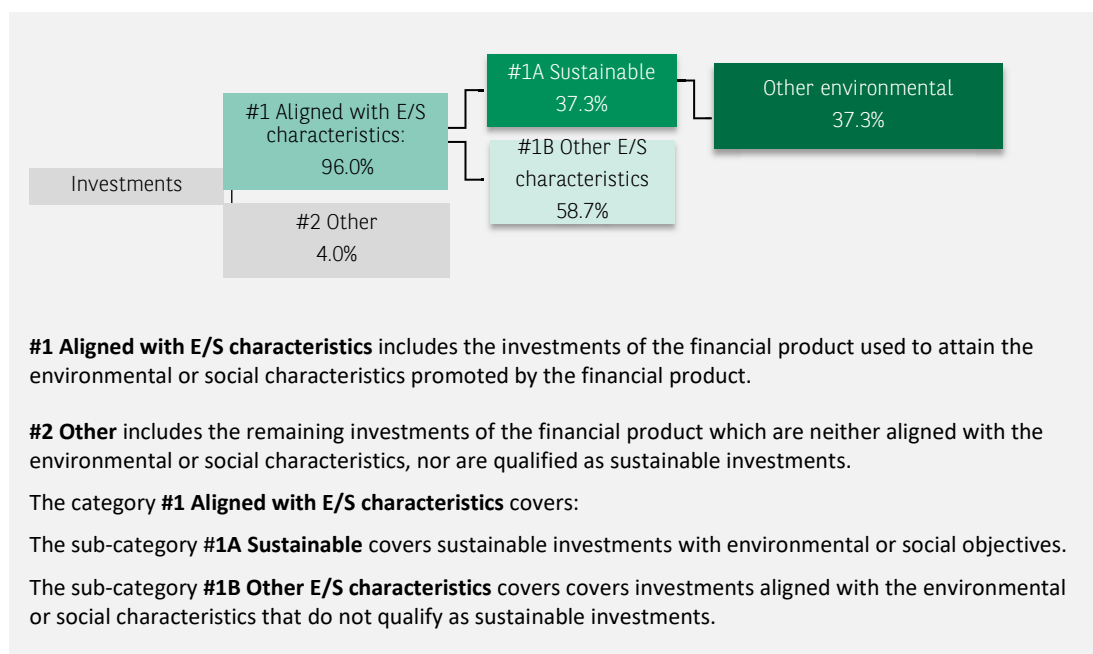 Investments
#1 Aligned with E/S
characteristics:
96.0%
#2 Other
4.0%
#1A Sustainable
37.3%
#1B Other E/S
characteristics
58.7%
Other environmental
37.3%
#1 Aligned with E/S characteristics includes the investments of the financial product used to attain the
environmental or social characteristics promoted by the financial product.
#2 Other includes the remaining investments of the financial product which are neither aligned with the
environmental or social characteristics, nor are qualified as sustainable investments.
The category #1 Aligned with E/S characteristics covers:
The sub-category #1A Sustainable covers sustainable investments with environmental or social objectives.
The sub-category #1B Other E/S characteristics covers covers investments aligned with the environmental
or social characteristics that do not qualify as sustainable investments.